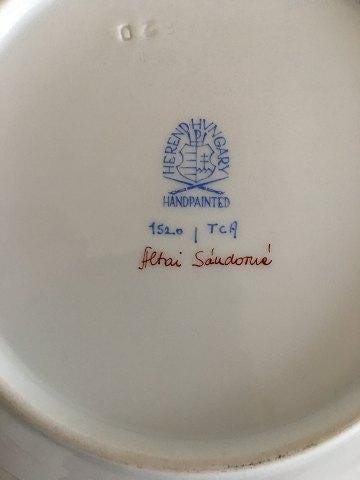 HEREND HUNGARY
HANDPAINTED
1520 / TCA
Altai Sándorné